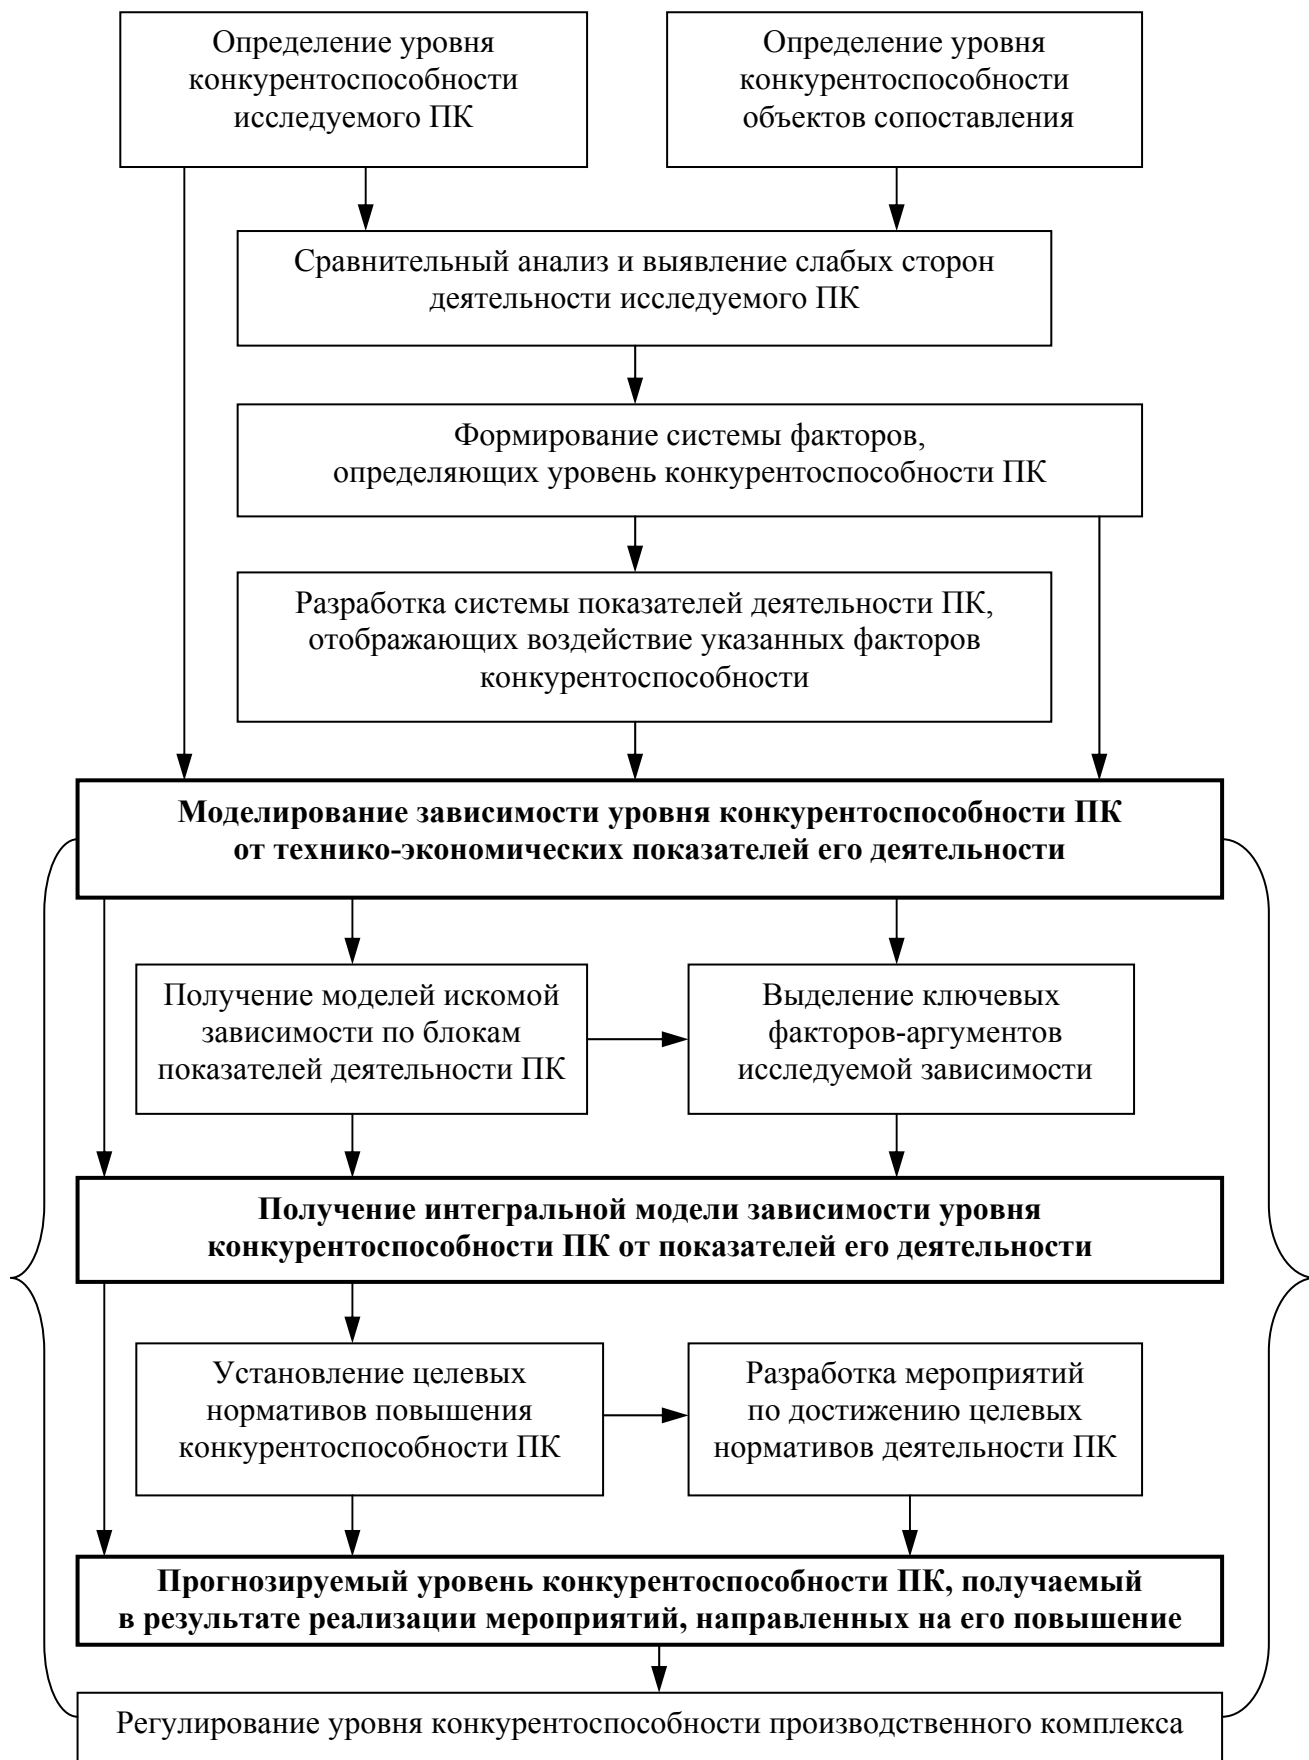 Определение уровня
конкурентоспособности
исследуемого ПК
Определение уровня
конкурентоспособности
объектов сопоставления
Сравнительный анализ и выявление слабых сторон
деятельности исследуемого ПК
Формирование системы факторов,
определяющих уровень конкурентоспособности ПК
Разработка системы показателей деятельности ПК,
отображающих воздействие указанных факторов
конкурентоспособности
Моделирование зависимости уровня конкурентоспособности ПК
от технико-экономических показателей его деятельности
Получение моделей искомой
зависимости по блокам
показателей деятельности ПК
Выделение ключевых
факторов-аргументов
исследуемой зависимости
Получение интегральной модели зависимости уровня
конкурентоспособности ПК от показателей его деятельности
Установление целевых
нормативов повышения
конкурентоспособности ПК
Разработка мероприятий
по достижению целевых
нормативов деятельности ПК
Прогнозируемый уровень конкурентоспособности ПК, получаемый
в результате реализации мероприятий, направленных на его повышение
Регулирование уровня конкурентоспособности производственного комплекса